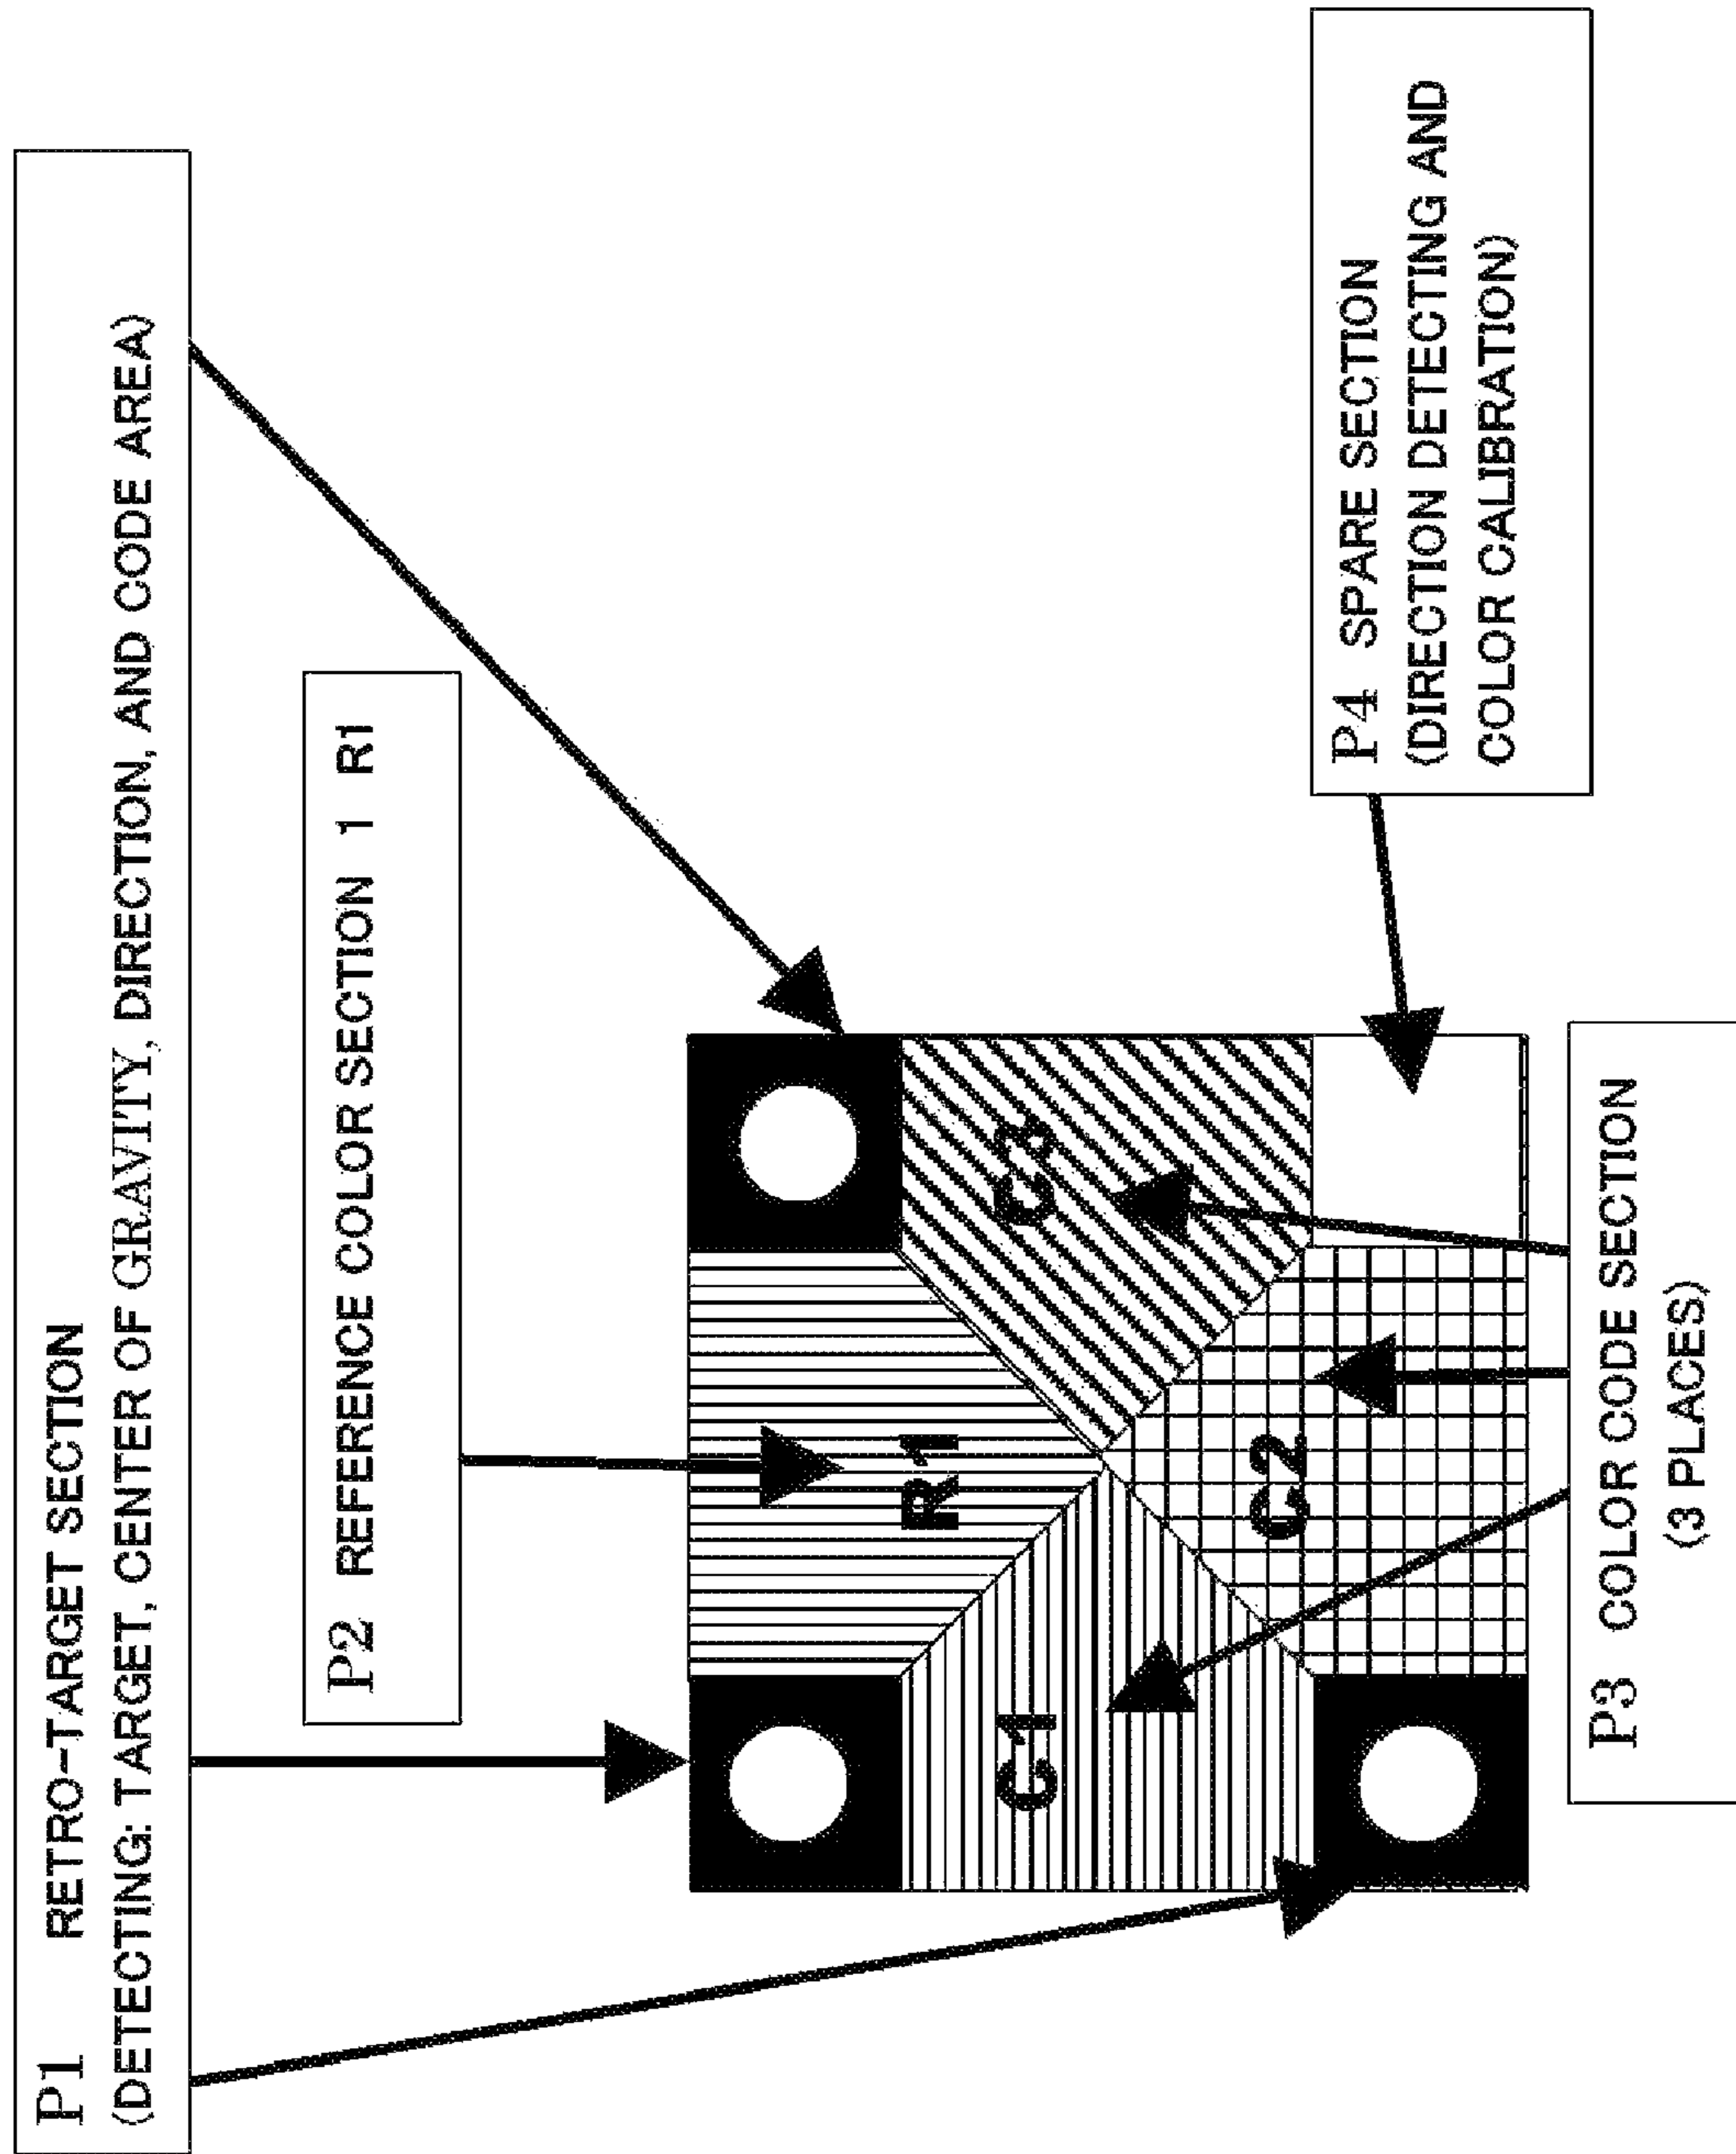 P1 RETRO-TARGET SECTION
(DETECTING: TARGET, CENTER OF GRAVITY, DIRECTION, AND CODE AREA)
P2 REFERENCE COLOR SECTION 1 R1
R1
C1
C3
C2
P4 SPARE SECTION
(DIRECTION DETECTING AND
COLOR CALIBRATION)
P3 COLOR CODE SECTION
(3 PLACES)